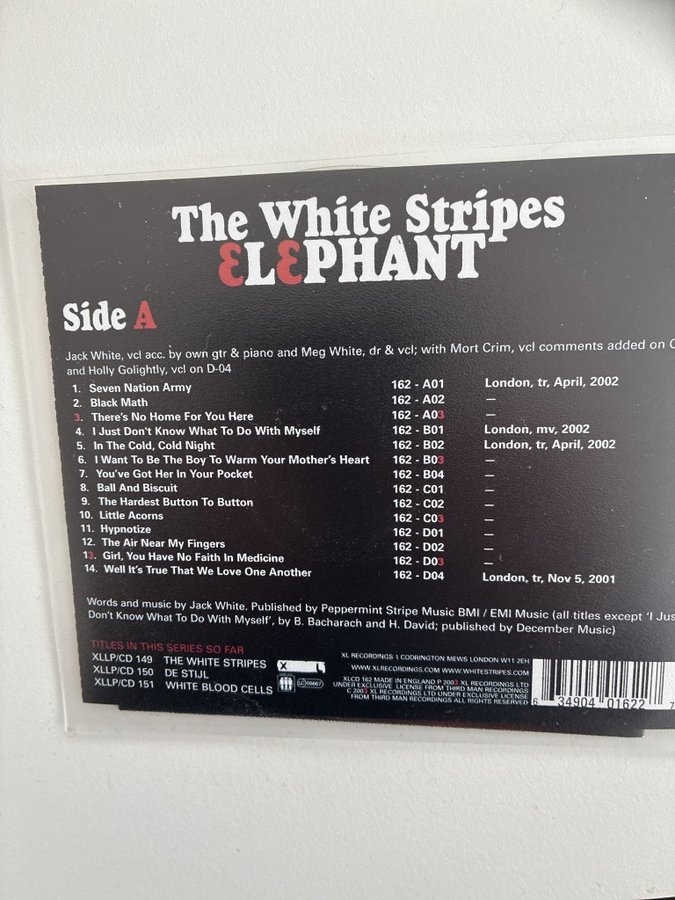 The White Stripes
ELEPHANT
Side A
Jack White, vcl acc. by own gtr & piano and Meg White, dr & vcl; with Mort Crim, vcl comments added on C
and Holly Golightly, vcl on D-04
1. Seven Nation Army 162 - A01 London, tr, April, 2002
2. Black Math 162 - A02 —
3. There's No Home For You Here 162 - A03 —
4. I Just Don't Know What To Do With Myself 162 - B01 London, mv, 2002
5. In The Cold, Cold Night 162 - B02 London, tr, April, 2002
6. I Want To Be The Boy To Warm Your Mother's Heart 162 - B03 —
7. You've Got Her In Your Pocket 162 - B04 —
8. Ball And Biscuit 162 - C01 —
9. The Hardest Button To Button 162 - C02 —
10. Little Acorns 162 - C03 —
11. Hypnotize 162 - D01 —
12. The Air Near My Fingers 162 - D02 —
13. Girl, You Have No Faith In Medicine 162 - D03 —
14. Well It's True That We Love One Another 162 - D04 London, tr, Nov 5, 2001
Words and music by Jack White. Published by Peppermint Stripe Music BMI / EMI Music (all titles except 'I Jus
Don't Know What To Do With Myself', by B. Bacharach and H. David; published by December Music)
TITLES IN THIS SERIES SO FAR
XLLP/CD 149 THE WHITE STRIPES
XLLP/CD 150 DE STIJL
XLLP/CD 151 WHITE BLOOD CELLS
X L
LC 05667
XL RECORDINGS 1 CODRINGTON MEWS LONDON W11 2EH
WWW.XLRECORDINGS.COM WWW.WHITESTRIPES.COM
XLCD 162 MADE IN ENGLAND P 2003 XL RECORDINGS LTD
UNDER EXCLUSIVE LICENSE FROM THIRD MAN RECORDINGS
C 2003 XL RECORDINGS LTD UNDER EXCLUSIVE LICENSE
FROM THIRD MAN RECORDINGS ALL RIGHTS RESERVED
6 34904 01622 7